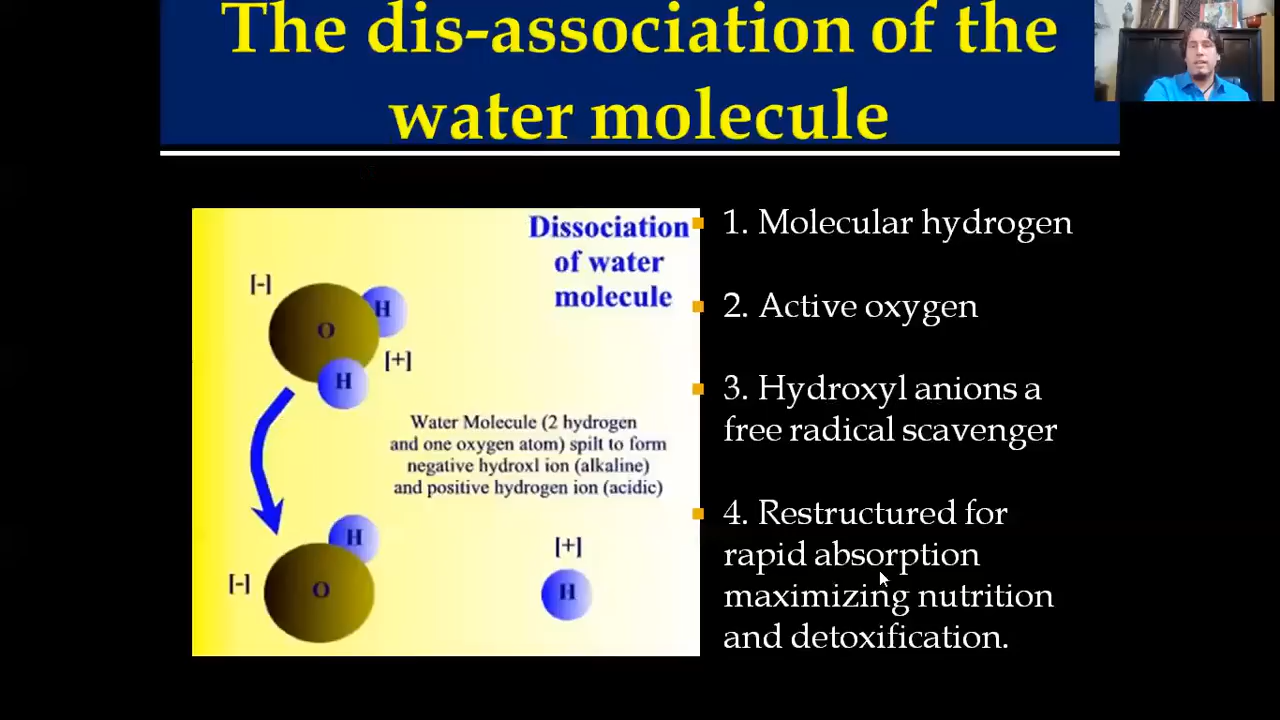 The dis-association of the
water molecule
Dissociation
of water
molecule
[-]
O
H
H
[+]
Water Molecule (2 hydrogen
and one oxygen atom) spilt to form
negative hydroxl ion (alkaline)
and positive hydrogen ion (acidic)
[-]
O
H
[+]
H
1. Molecular hydrogen
2. Active oxygen
3. Hydroxyl anions a
free radical scavenger
4. Restructured for
rapid absorption
maximizing nutrition
and detoxification.